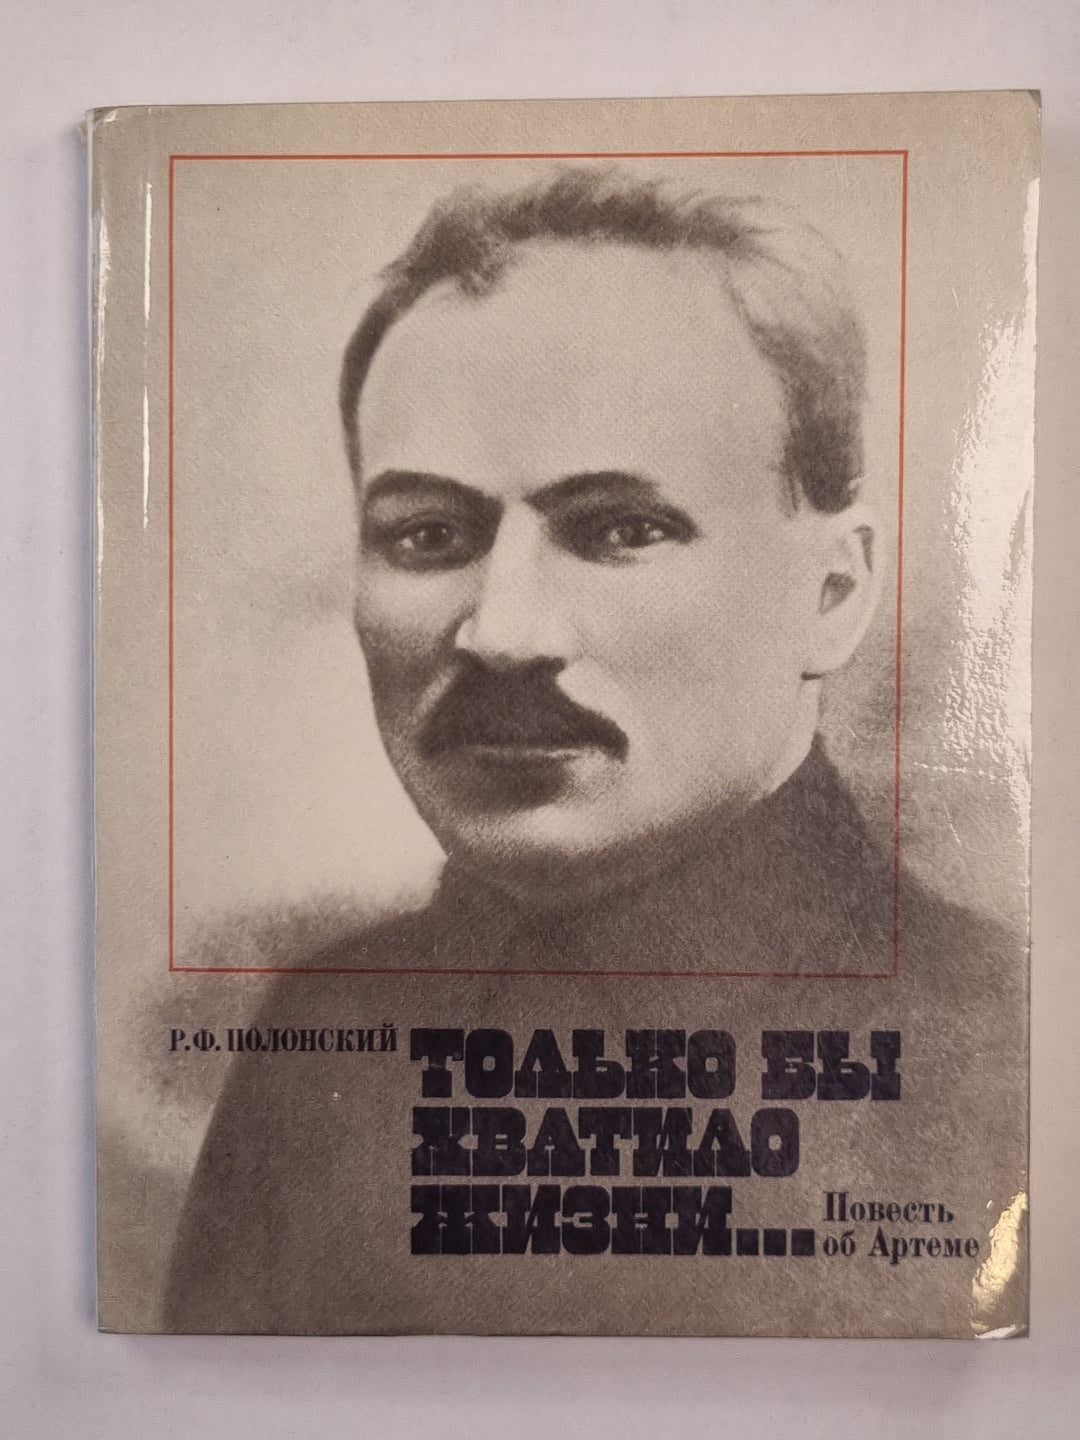 Р.Ф. ПОЛОНСКИЙ
ТОЛЬКО БЫ
ХВАТИЛО
ЖИЗНИ...
Повесть
об Артеме